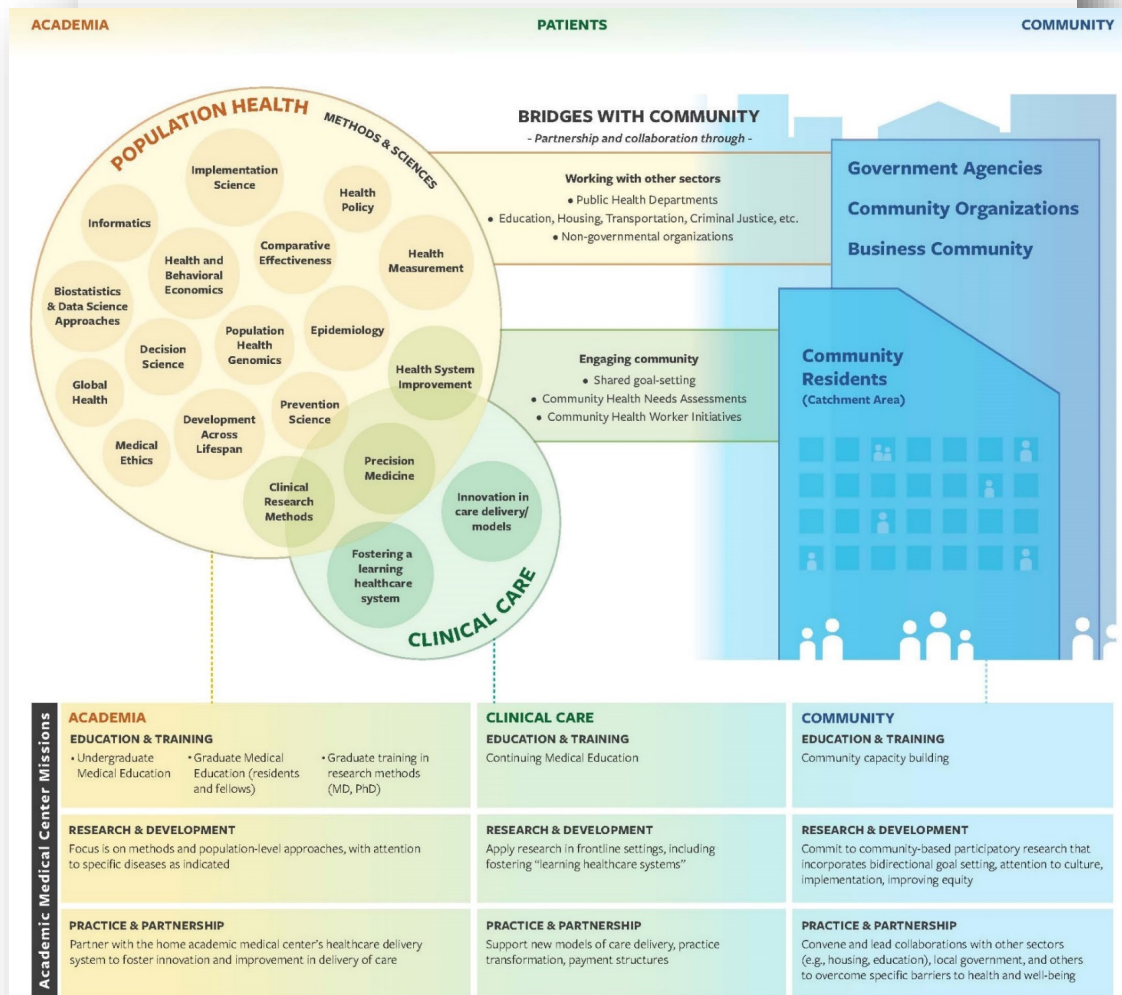 ACADEMIA
PATIENTS
COMMUNITY
POPULATION HEALTH
METHODS & SCIENCES
Implementation
Science
Health
Policy
Informatics
Comparative
Effectiveness
Health
Measurement
Health and
Behavioral
Economics
Biostatistics
& Data Science
Approaches
Population
Health
Genomics
Epidemiology
Decision
Science
Health System
Improvement
Global
Health
Prevention
Science
Development
Across
Lifespan
Medical
Ethics
Precision
Medicine
Clinical
Research
Methods
Innovation in
care delivery/
models
Fostering a
learning
healthcare
system
CLINICAL CARE
BRIDGES WITH COMMUNITY
- Partnership and collaboration through -
Working with other sectors
• Public Health Departments
• Education, Housing, Transportation, Criminal Justice, etc.
• Non-governmental organizations
Engaging community
• Shared goal-setting
• Community Health Needs Assessments
• Community Health Worker Initiatives
Government Agencies
Community Organizations
Business Community
Community
Residents
(Catchment Area)
Academic Medical Center Missions
ACADEMIA
EDUCATION & TRAINING
• Undergraduate
Medical Education
• Graduate Medical
Education (residents
and fellows)
• Graduate training in
research methods
(MD, PhD)
RESEARCH & DEVELOPMENT
Focus is on methods and population-level approaches, with attention
to specific diseases as indicated
PRACTICE & PARTNERSHIP
Partner with the home academic medical center's healthcare delivery
system to foster innovation and improvement in delivery of care
CLINICAL CARE
EDUCATION & TRAINING
Continuing Medical Education
RESEARCH & DEVELOPMENT
Apply research in frontline settings, including
fostering "learning healthcare systems"
PRACTICE & PARTNERSHIP
Support new models of care delivery, practice
transformation, payment structures
COMMUNITY
EDUCATION & TRAINING
Community capacity building
RESEARCH & DEVELOPMENT
Commit to community-based participatory research that
incorporates bidirectional goal setting, attention to culture,
implementation, improving equity
PRACTICE & PARTNERSHIP
Convene and lead collaborations with other sectors
(e.g., housing, education), local government, and others
to overcome specific barriers to health and well-being